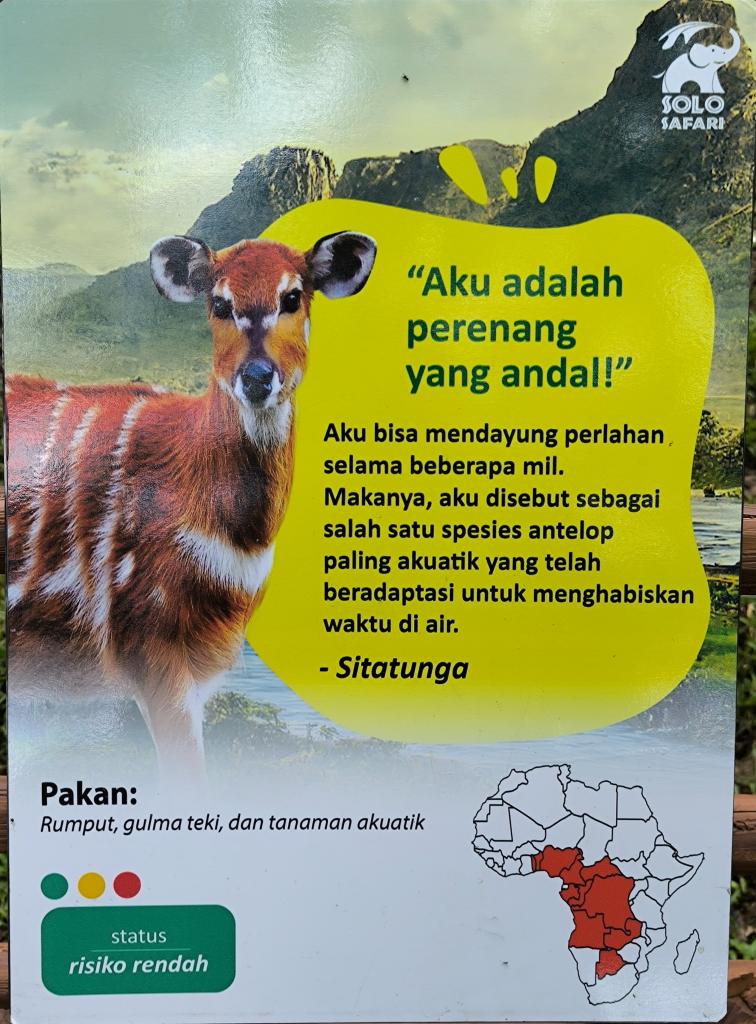 SOLO
SAFARI
“Aku adalah
perenang
yang andal!”
Aku bisa mendayung perlahan
selama beberapa mil.
Makanya, aku disebut sebagai
salah satu spesies antelop
paling akuatik yang telah
beradaptasi untuk menghabiskan
waktu di air.
- Sitatunga
Pakan:
Rumput, gulma teki, dan tanaman akuatik
status
risiko rendah